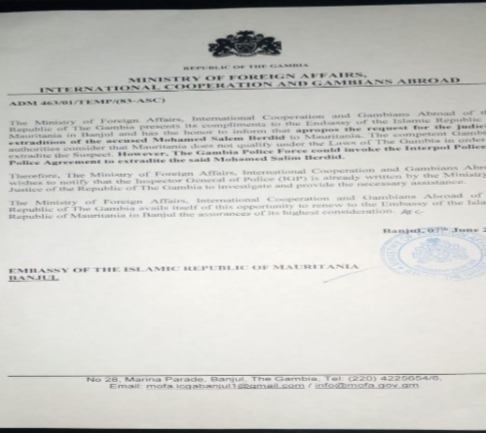 REPUBLIC OF THE GAMBIA
MINISTRY OF FOREIGN AFFAIRS,
INTERNATIONAL COOPERATION AND GAMBIANS ABROAD
ADM 463/01/TEMP/(83-ASC)
The Ministry of Foreign Affairs, International Cooperation and Gambians Abroad of
Republic of The Gambia presents its compliments to the Embassy of the Islamic Republic
Mauritania in Banjul and has the honor to inform that apropos the request for the
extradition of the accused Mohamed Salem Berdid to Mauritania. The competent
authorities consider that Mauritania does not qualify under the Laws of The Gambia in order
extradite the Suspect. However, The Gambia Police Force could invoke the Interpol Police
Police Agreement to extradite the said Mohamed Salim Berdid.
Therefore, The Ministry of Foreign Affairs, International Cooperation and Gambians
wishes to notify that the Inspector General of Police (IGP) is already written by the Ministry
Justice of the Republic of The Gambia to investigate and provide the necessary assistance.
The Ministry of Foreign Affairs, International Cooperation and Gambians Abroad of
Republic of The Gambia avails itself of this opportunity to renew to the Embassy of the
Republic of Mauritania in Banjul the assurances of its highest consideration.
Banjul, 07th June
EMBASSY OF THE ISLAMIC REPUBLIC OF MAURITANIA
BANJUL
No 28, Marina Parade, Banjul, The Gambia, Tel: (220) 4225654/6,
Email: mofa.icgabanjul1@gmail.com / info@mofa.gov.gm